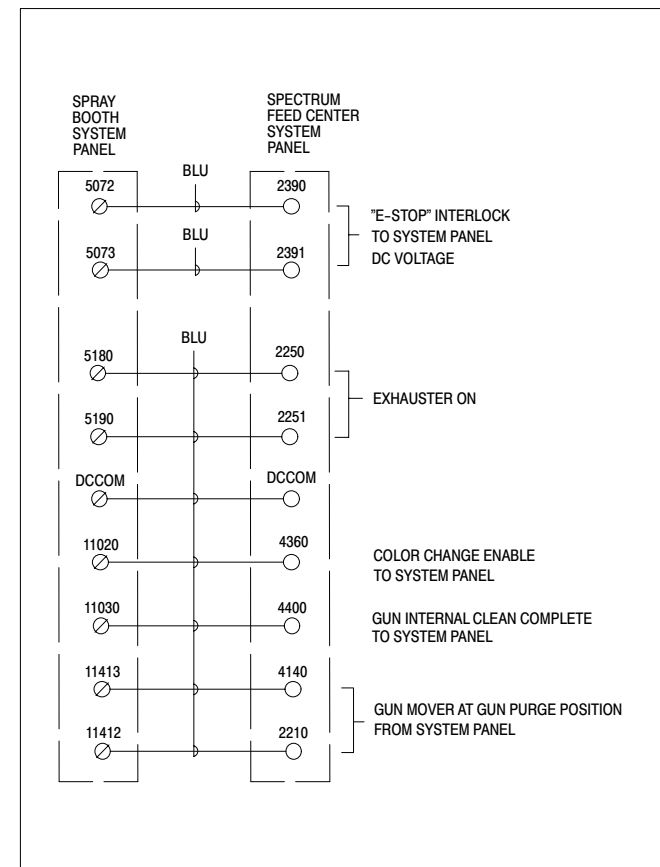 SPRAY
BOOTH
SYSTEM
PANEL
SPECTRUM
FEED CENTER
SYSTEM
PANEL
5072
BLU
2390
5073
BLU
2391
"E-STOP" INTERLOCK
TO SYSTEM PANEL
DC VOLTAGE
BLU
5180
2250
5190
2251
EXHAUSTER ON
DCCOM
DCCOM
11020
4360
COLOR CHANGE ENABLE
TO SYSTEM PANEL
11030
4400
GUN INTERNAL CLEAN COMPLETE
TO SYSTEM PANEL
11413
4140
11412
2210
GUN MOVER AT GUN PURGE POSITION
FROM SYSTEM PANEL